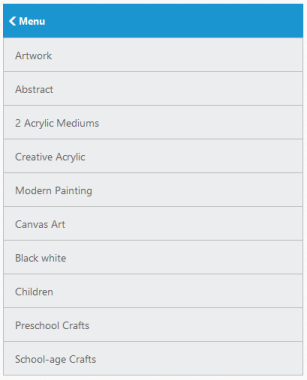 Menu
Artwork
Abstract
2 Acrylic Mediums
Creative Acrylic
Modern Painting
Canvas Art
Black white
Children
Preschool Crafts
School-age Crafts